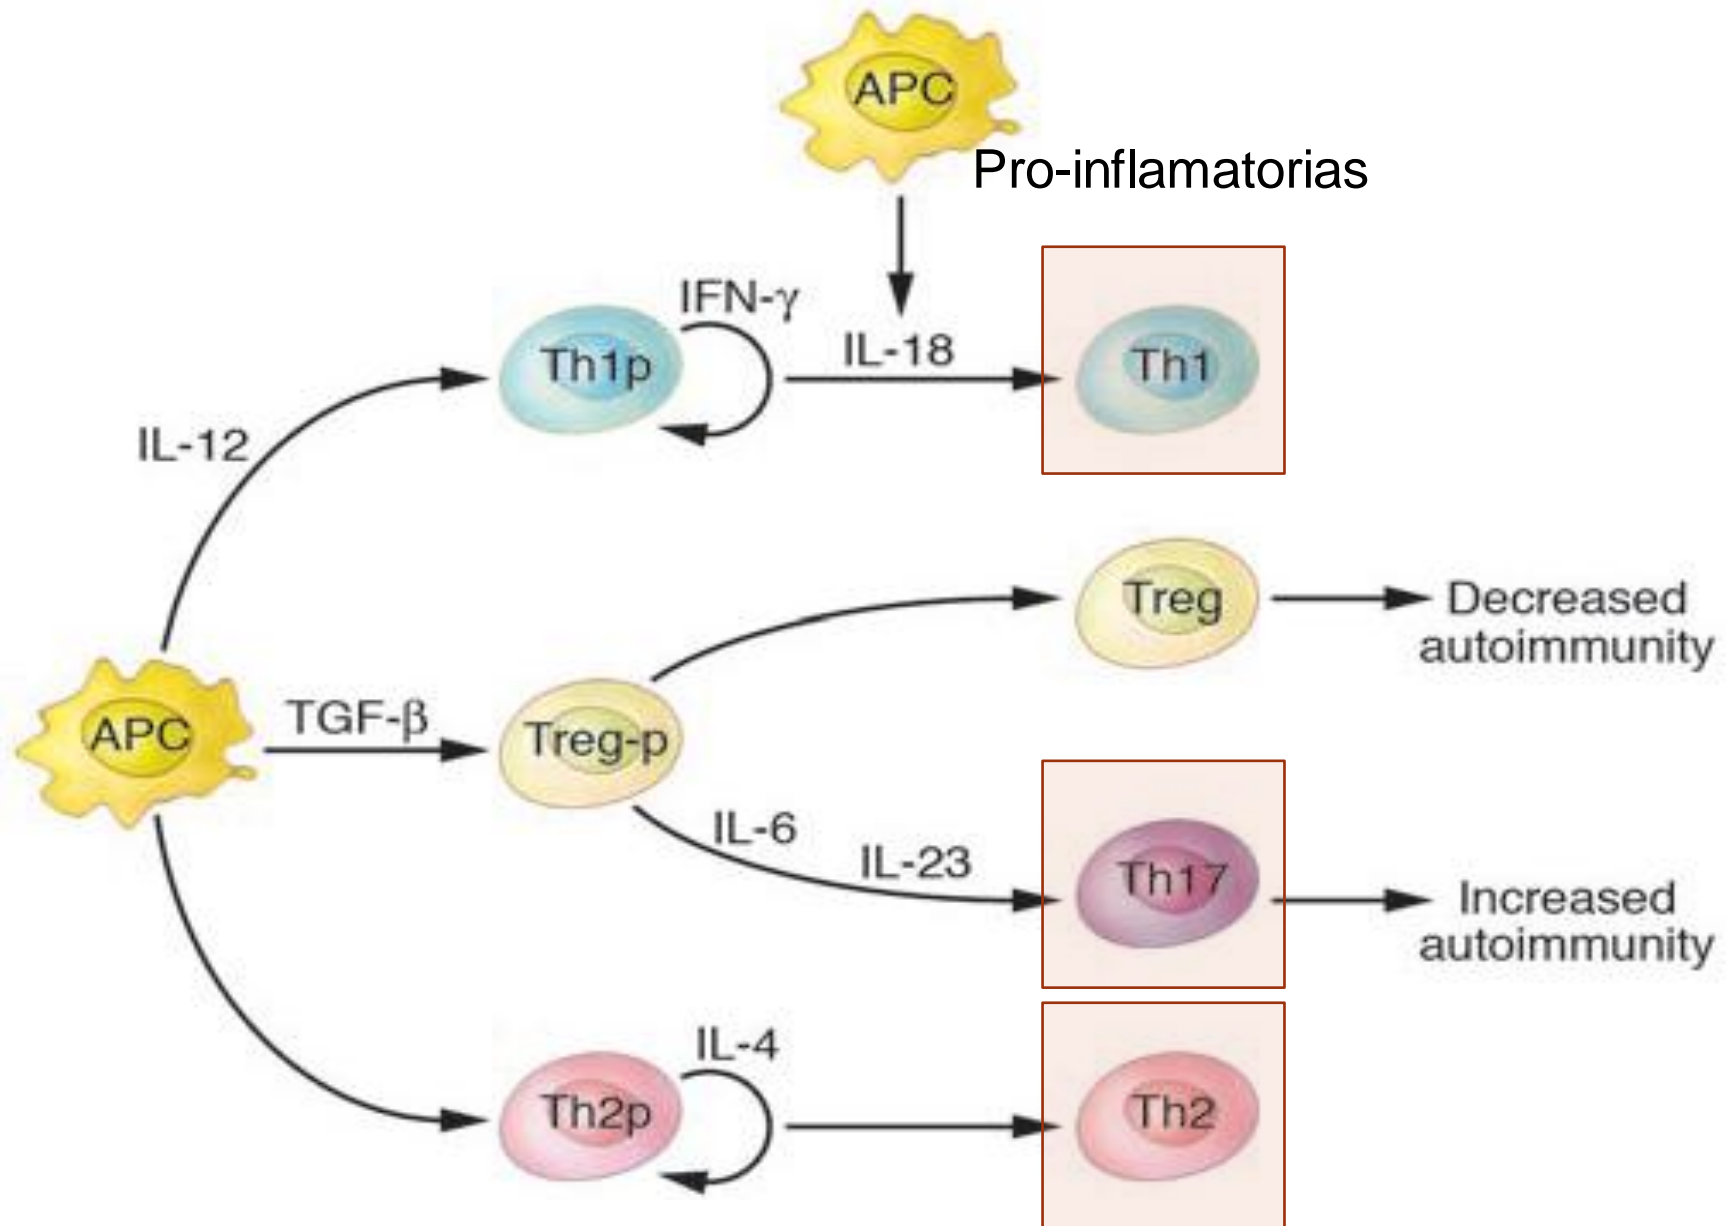 APC
Pro-inflamatorias
IFN-γ
Th1p
IL-18
Th1
IL-12
Treg
Decreased
autoimmunity
APC
TGF-β
Treg-p
IL-6
IL-23
Th17
Increased
autoimmunity
IL-4
Th2p
Th2